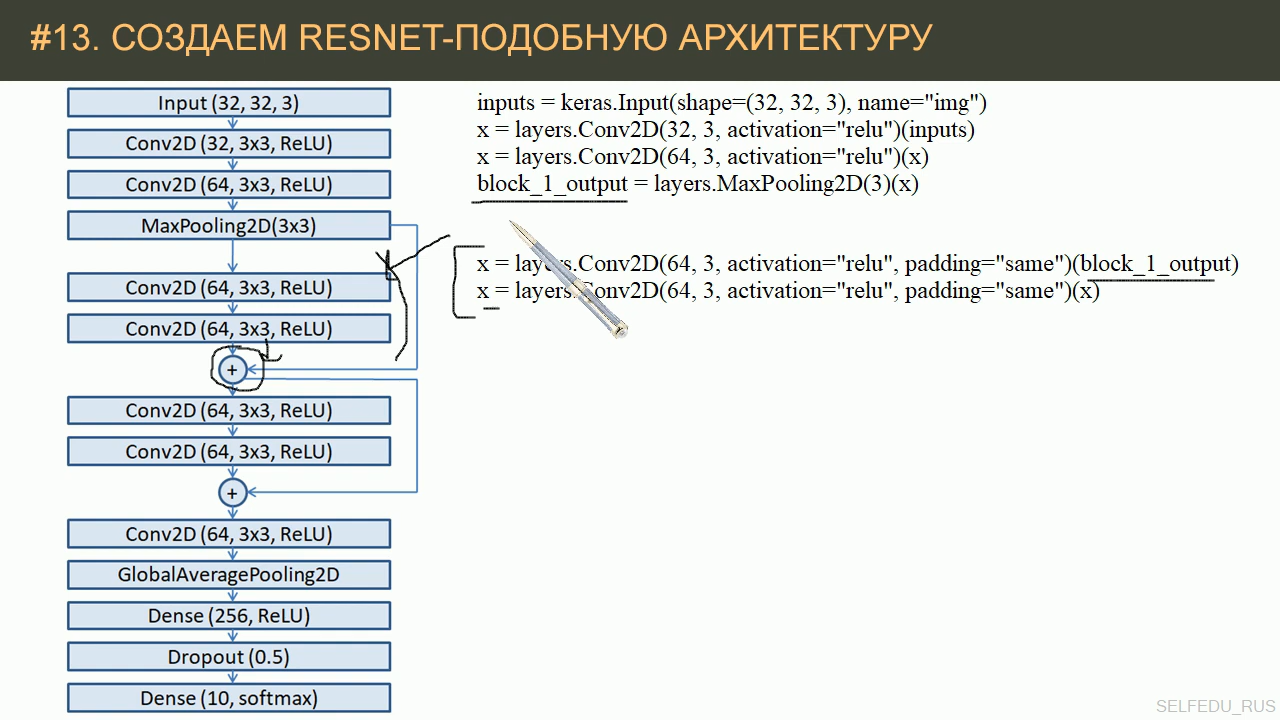 #13. СОЗДАЕМ RESNET-ПОДОБНУЮ АРХИТЕКТУРУ
Input (32, 32, 3)
Conv2D (32, 3x3, ReLU)
Conv2D (64, 3x3, ReLU)
MaxPooling2D(3x3)
Conv2D (64, 3x3, ReLU)
Conv2D (64, 3x3, ReLU)
+
Conv2D (64, 3x3, ReLU)
Conv2D (64, 3x3, ReLU)
+
Conv2D (64, 3x3, ReLU)
GlobalAveragePooling2D
Dense (256, ReLU)
Dropout (0.5)
Dense (10, softmax)
inputs = keras.Input(shape=(32, 32, 3), name="img")
x = layers.Conv2D(32, 3, activation="relu")(inputs)
x = layers.Conv2D(64, 3, activation="relu")(x)
block_1_output = layers.MaxPooling2D(3)(x)
x = layers.Conv2D(64, 3, activation="relu", padding="same")(block_1_output)
x = layers.Conv2D(64, 3, activation="relu", padding="same")(x)
SELFEDU_RUS